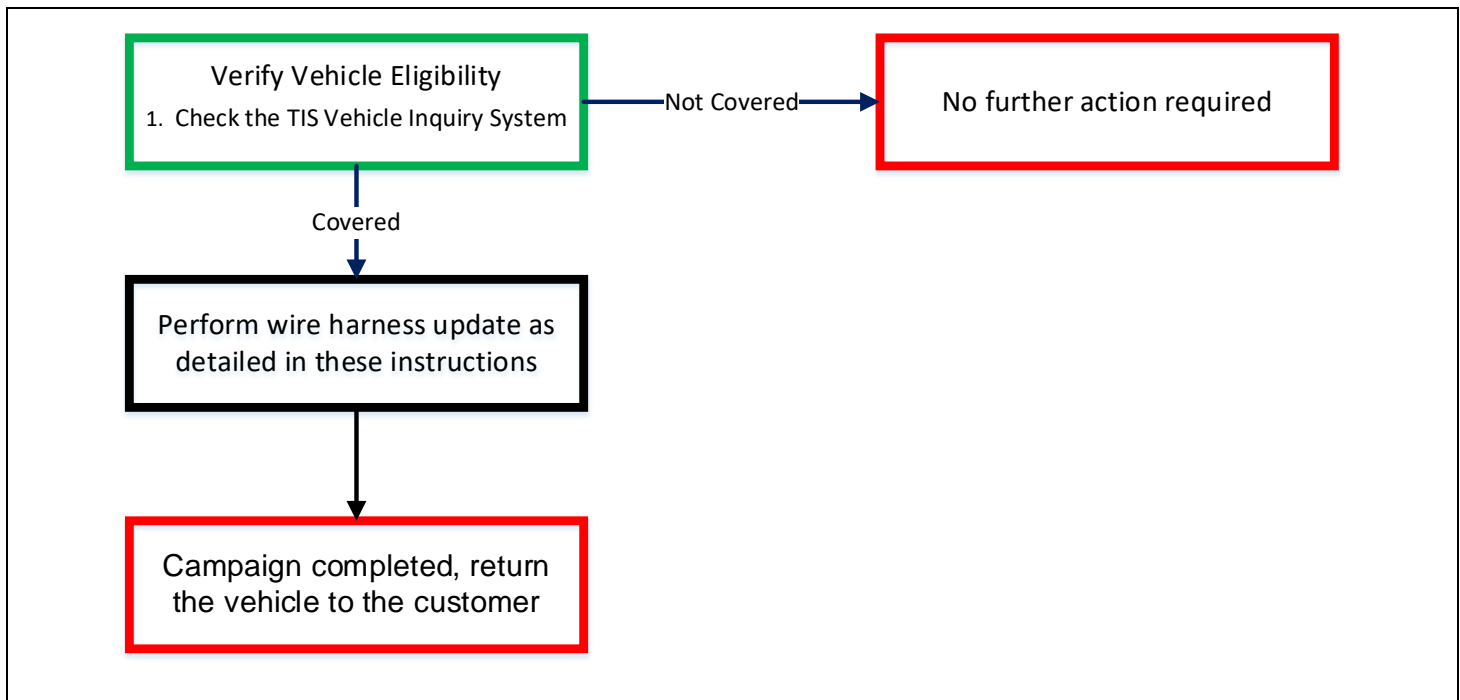 Verify Vehicle Eligibility
1. Check the TIS Vehicle Inquiry System
Not Covered
No further action required
Covered
Perform wire harness update as
detailed in these instructions
Campaign completed, return
the vehicle to the customer